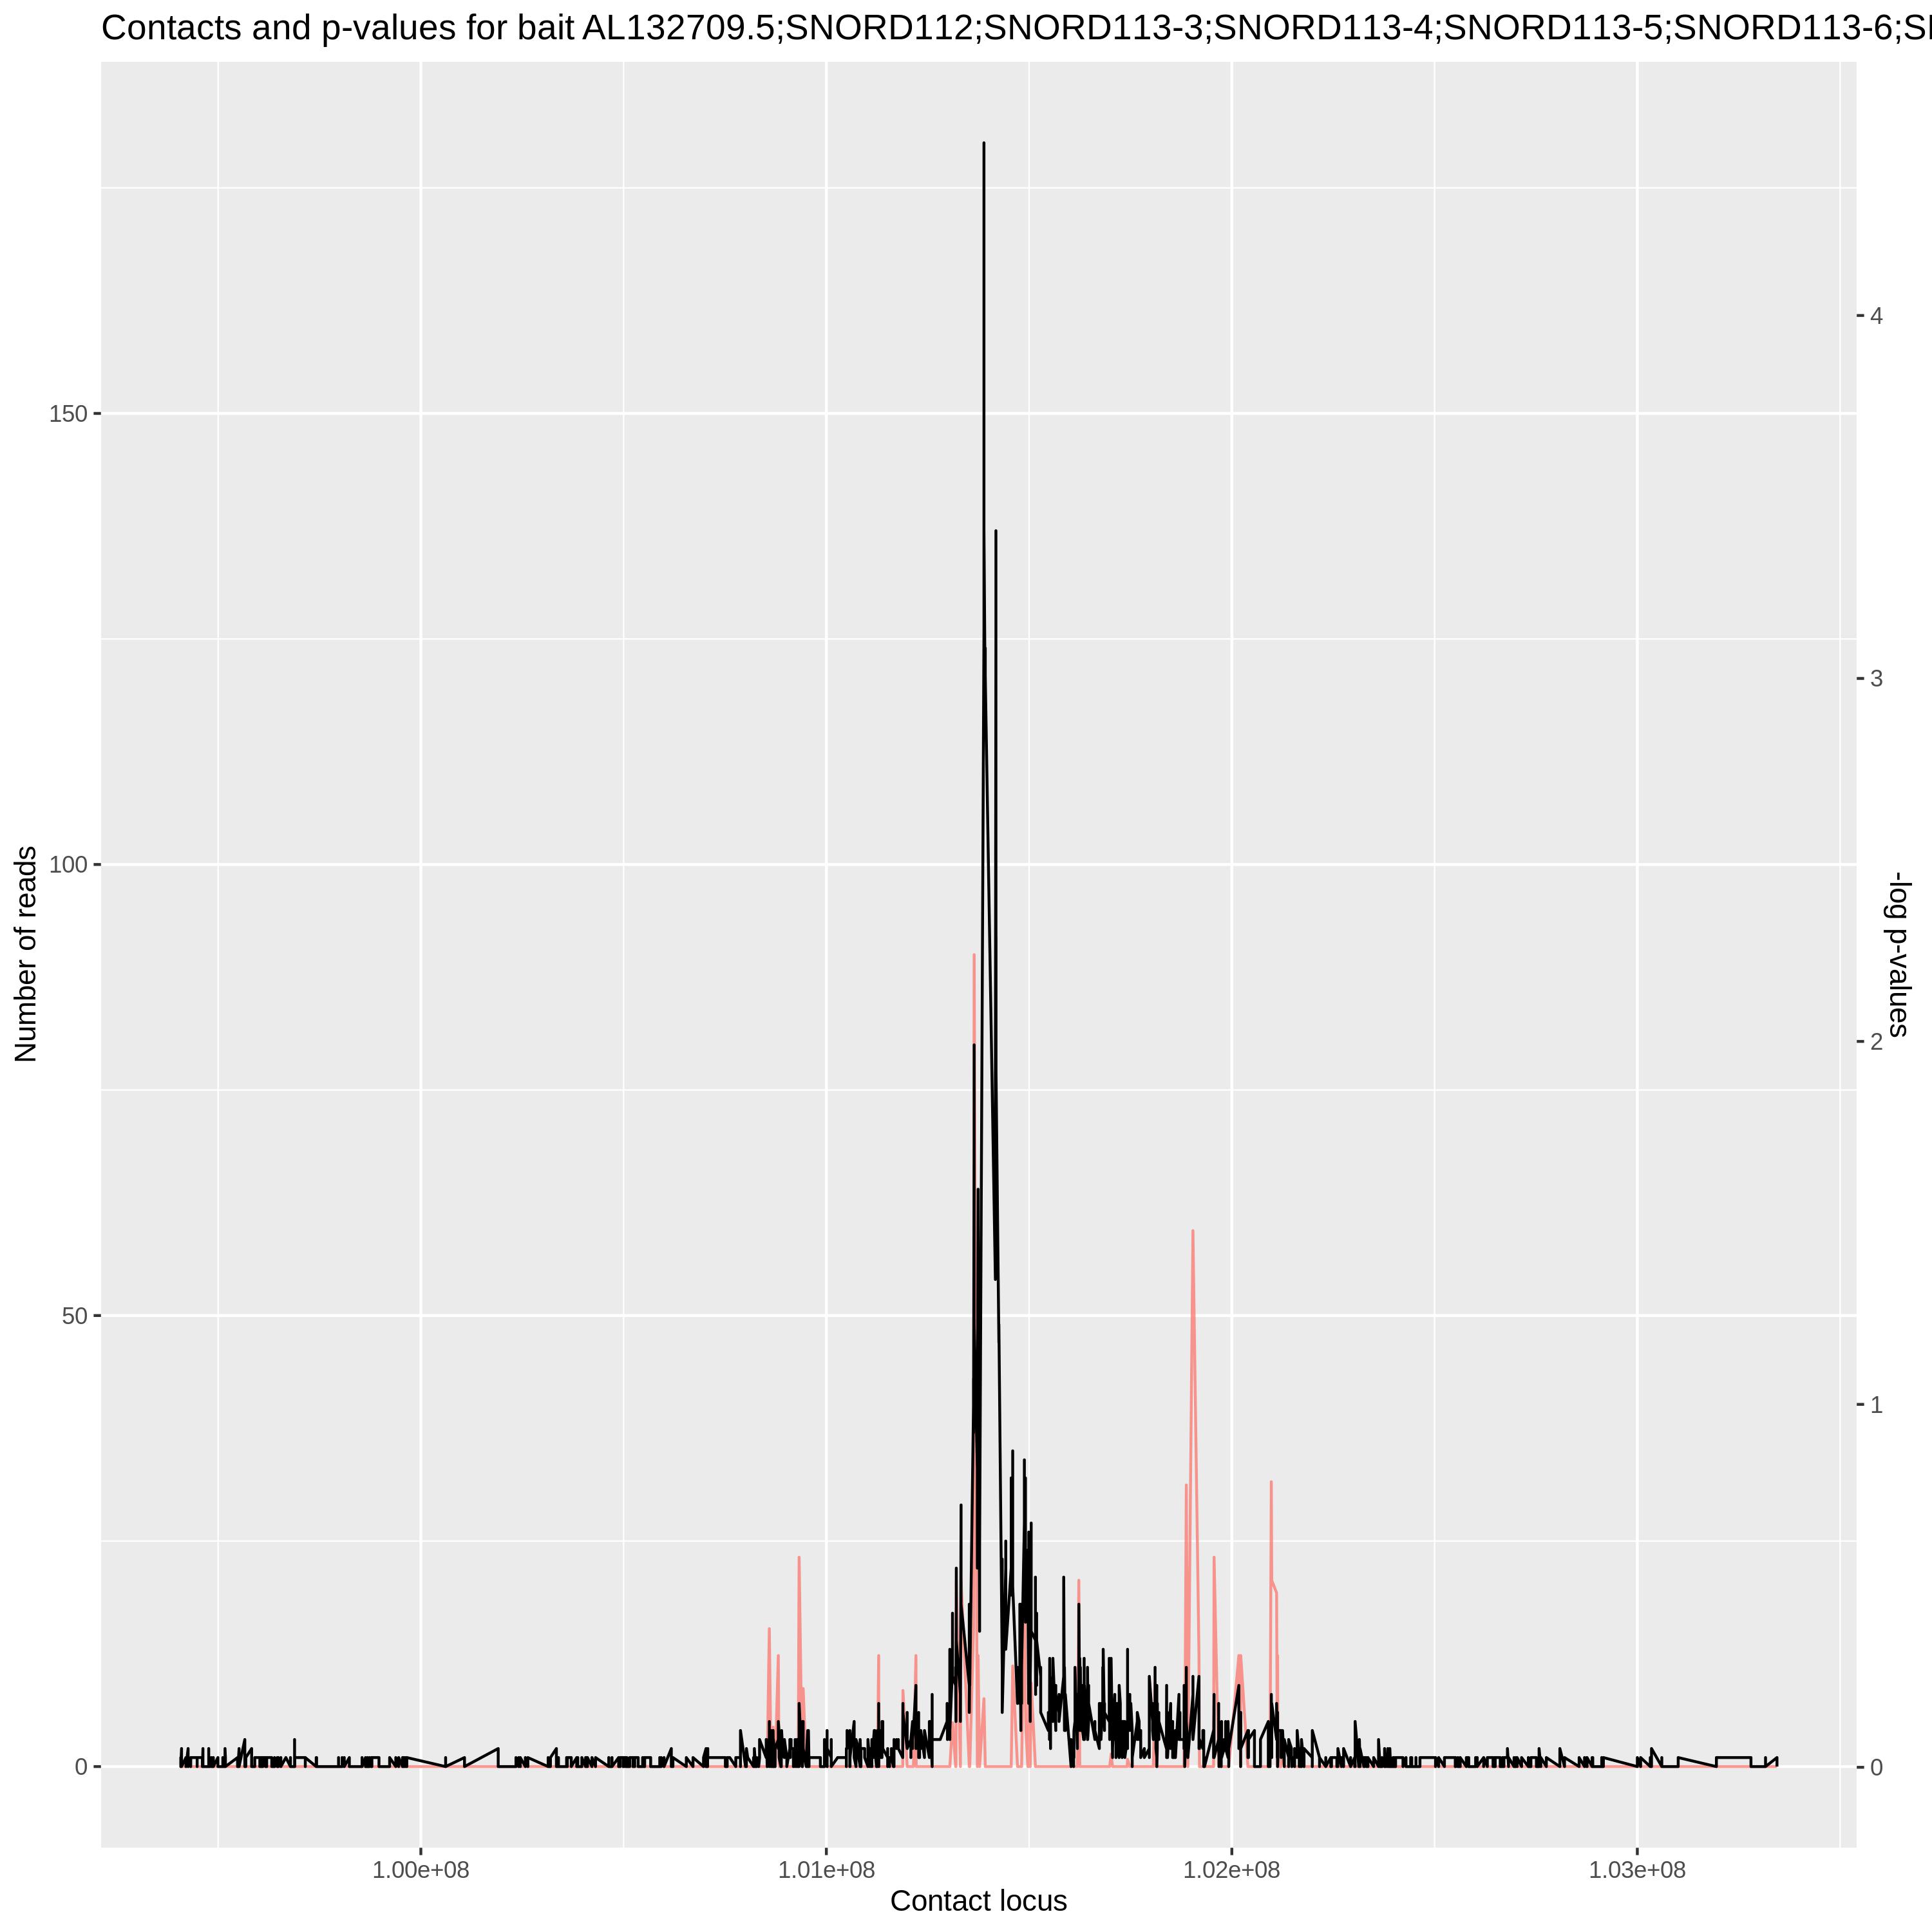 Contacts and p-values for bait AL132709.5;SNORD112;SNORD113-3;SNORD113-4;SNORD113-5;SNORD113-6;
Number of reads
150
100
50
0
4
3
2
1
0
-log p-values
1.00e+08
1.01e+08
1.02e+08
1.03e+08
Contact locus